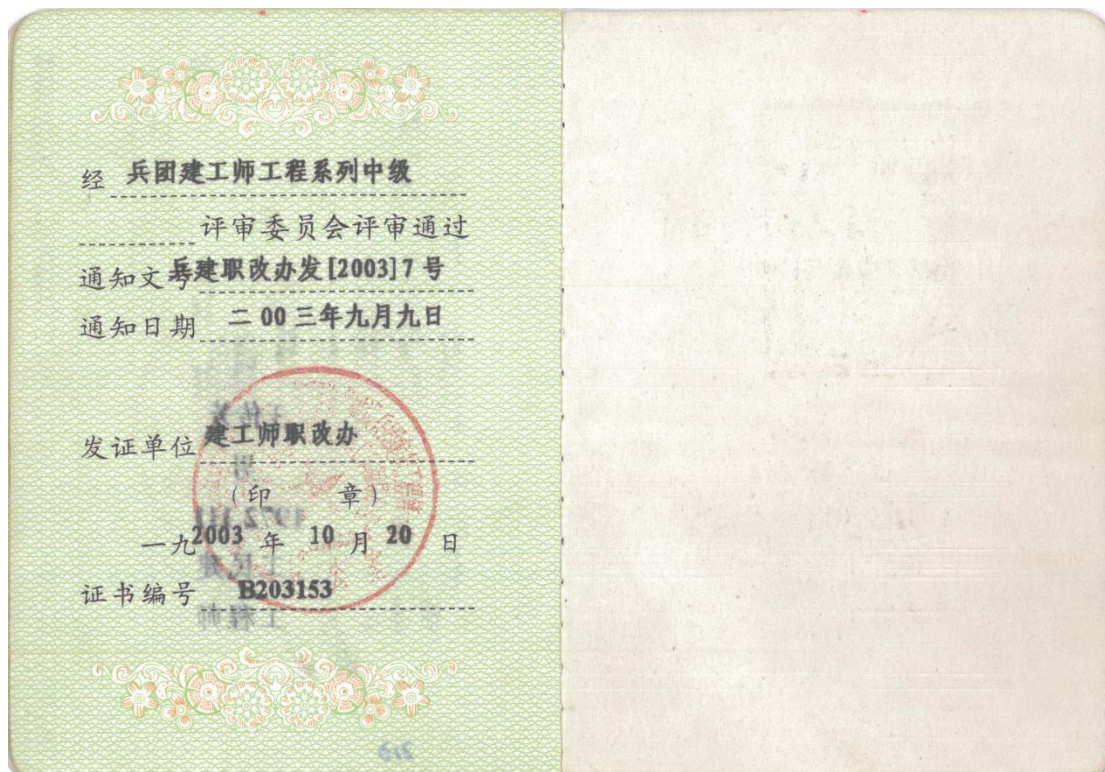 经 兵团建工师工程系列中级
评审委员会评审通过
通知文号 兵建职改办发[2003]7号
通知日期 二00三年九月九日
发证单位 建工师职改办
(印 章)
一九2003 年 10 月 20 日
证书编号 B203153